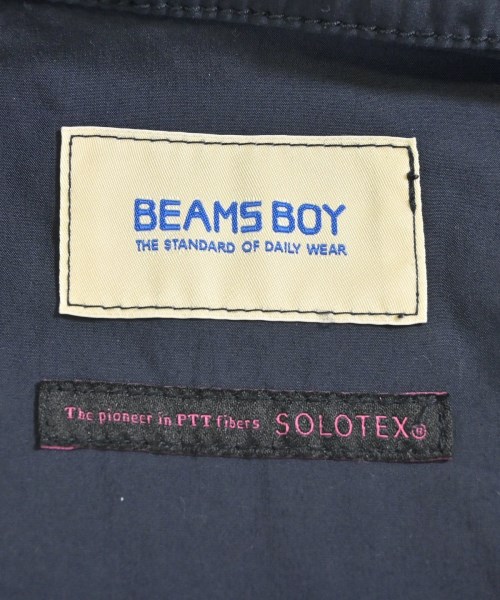 BEAMS BOY
THE STANDARD OF DAILY WEAR
The pioneer in PTT fibers SOLOTEX®